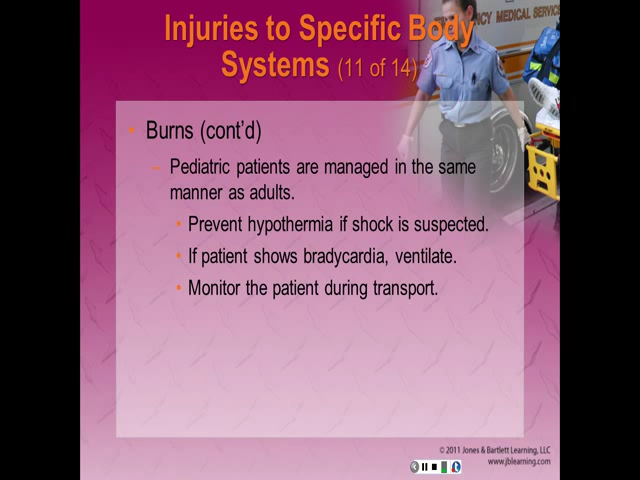 Injuries to Specific Body
Systems (11 of 14)
• Burns (cont’d)
– Pediatric patients are managed in the same
manner as adults.
• Prevent hypothermia if shock is suspected.
• If patient shows bradycardia, ventilate.
• Monitor the patient during transport.
MEDICAL SERVICE
© 2011 Jones & Bartlett Learning, LLC
www.jblearning.com